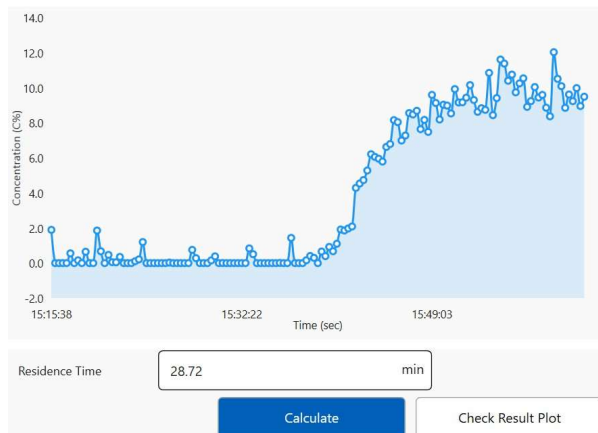 14.0
12.0
10.0
8.0
6.0
4.0
2.0
0.0
-2.0
Concentration (C%)
15:15:38 15:32:22 15:49:03
Time (sec)
Residence Time 28.72 min
Calculate Check Result Plot